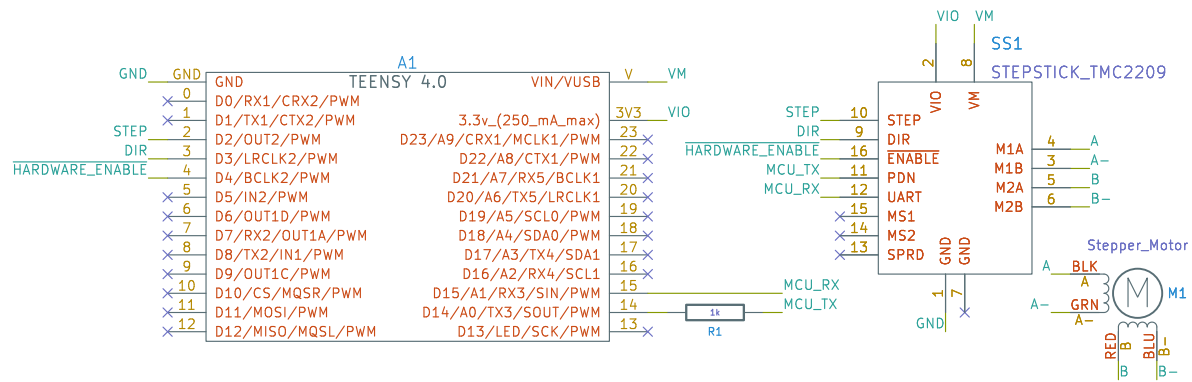 A1
TEENSY 4.0
GND GND GND
0 D0/RX1/CRX2/PWM
1 D1/TX1/CTX2/PWM
STEP 2 D2/OUT2/PWM
DIR 3 D3/LRCLK2/PWM
HARDWARE_ENABLE 4 D4/BCLK2/PWM
5 D5/IN2/PWM
6 D6/OUT1D/PWM
7 D7/RX2/OUT1A/PWM
8 D8/TX2/IN1/PWM
9 D9/OUT1C/PWM
10 D10/CS/MQSR/PWM
11 D11/MOSI/PWM
12 D12/MISO/MQSL/PWM
VIN/VUSB V VM
3.3v_(250_mA_max) 3V3 VIO
D23/A9/CRX1/MCLK1/PWM 23
D22/A8/CTX1/PWM 22
D21/A7/RX5/BCLK1 21
D20/A6/TX5/LRCLK1 20
D19/A5/SCL0/PWM 19
D18/A4/SDA0/PWM 18
D17/A3/TX4/SDA1 17
D16/A2/RX4/SCL1 16
D15/A1/RX3/SIN/PWM 15 MCU_RX
D14/A0/TX3/SOUT/PWM 14 MCU_TX
D13/LED/SCK/PWM 13
1k
R1
VIO VM
SS1
STEPSTICK_TMC2209
2 8
VIO VM
STEP 10 STEP
DIR 9 DIR
HARDWARE_ENABLE 16 ENABLE
MCU_TX 11 PDN
MCU_RX 12 UART
15 MS1
14 MS2
13 SPRD
M1A 4 A
M1B 3 A-
M2A 5 B
M2B 6 B-
GND GND
1 7
GND
Stepper_Motor
A BLK
A
M
M1
A- GRN
A-
RED B BLU B-
B B-